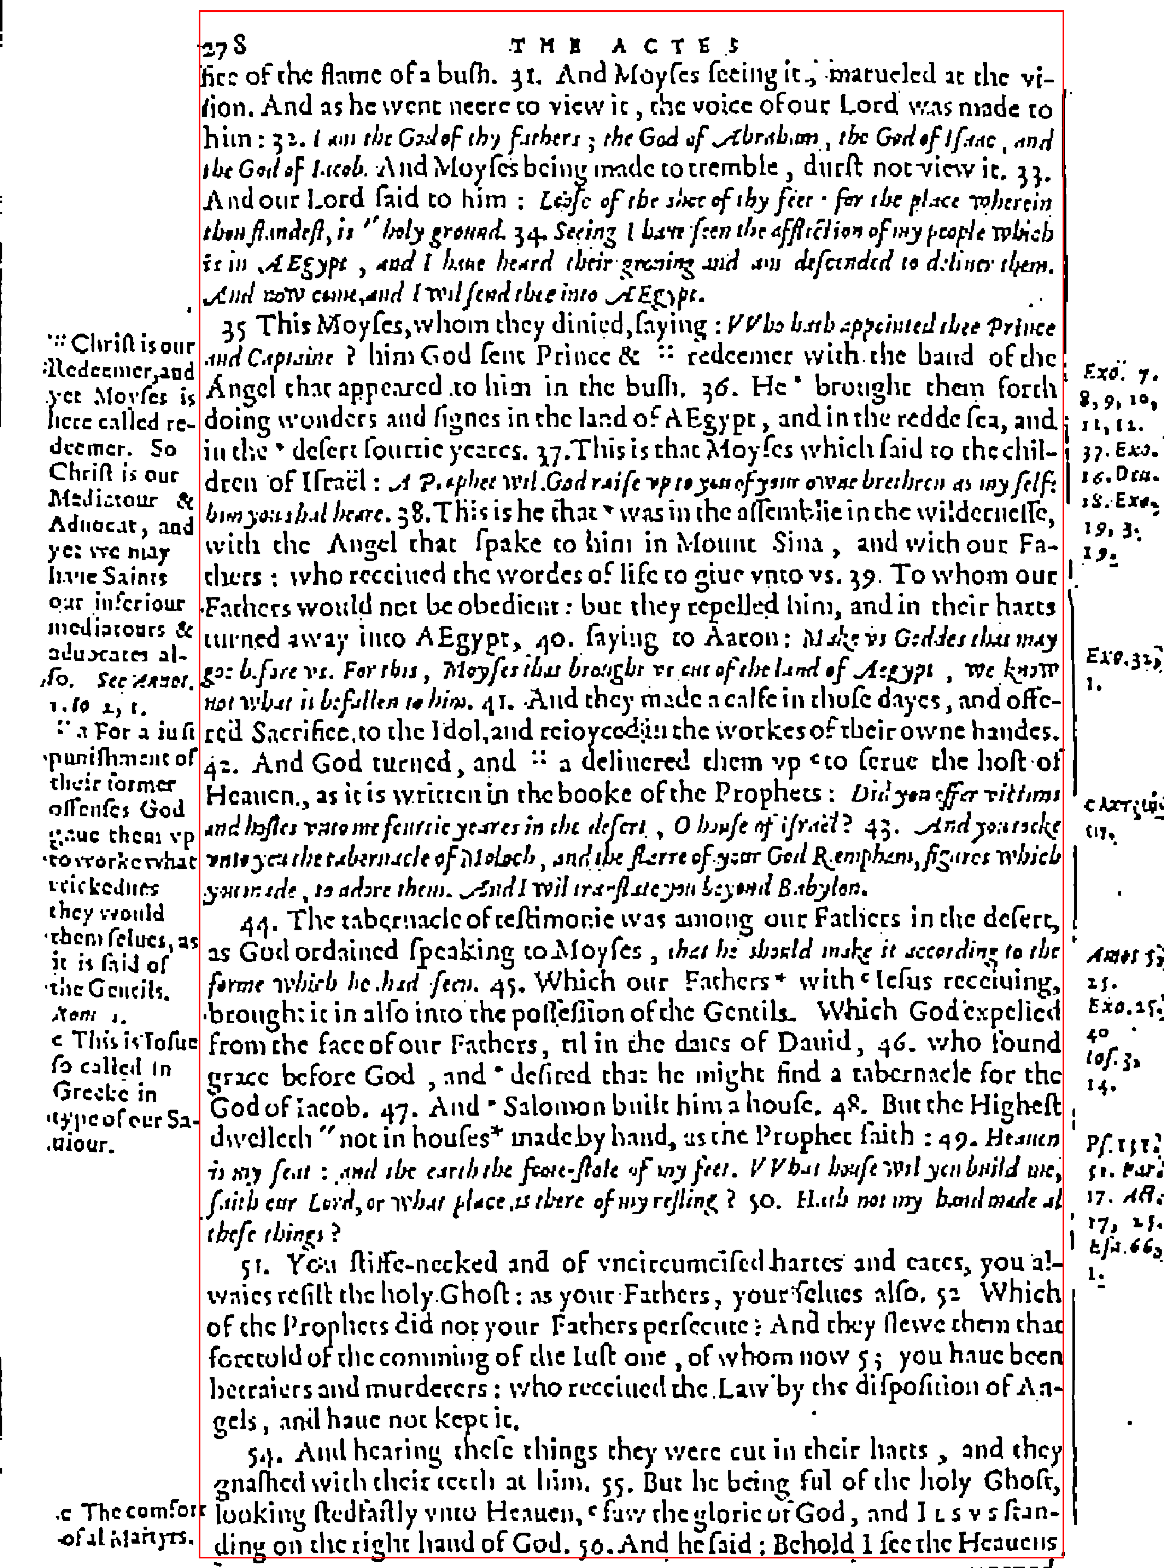 278 THE ACTES
fire of the flame of a bush. 31. And Moyses seeing it, marueled at the vi-
sion. And as he went neere to view it, the voice of our Lord was made to
him: 32. I am the God of thy fathers; the God of Abraham, the God of Isaac, and
the God of Iacob. And Moyses being made to tremble, durst not view it. 33.
And our Lord said to him: Loose of the shoe of thy feet: for the place wherein
thou standest, is " holy ground. 34. Seeing I haue seen the affliction of my people which
is in AEgypt, and I haue heard their groning and am descended to deliuer them.
And now come, and I wil send thee into AEgypt.
35 This Moyses, whom they dinied, saying: VVho hath appointed thee Prince
and Captaine? him God sent Prince & :: redeemer with the hand of the
Angel that appeared to him in the bush. 36. He * brought them forth
doing wonders and signes in the land of AEgypt, and in the redde sea, and
in the * desert fourtie yeares. 37. This is that Moyses which said to the chil-
dren of Israël: A Prophet wil God raise vp to you of your owne brethren as my self:
him you shal heare. 38. This is he that * was in the assemblie in the wildernesse,
with the Angel that spake to him in Mount Sina, and with our Fa-
thers: who receiued the wordes of life to giue vnto vs. 39. To whom our
Fathers would not be obedient: but they repelled him, and in their harts
turned away into AEgypt, 40. saying to Aaron: Make vs Goddes that may
goe before vs. For this, Moyses that brought vs out of the land of Aegypt, we know
not what is befallen to him. 41. And they made a calfe in those dayes, and offe-
red Sacrifice to the Idol, and reioyced in the workes of their owne handes.
42. And God turned, and :: a deliuered them vp c to serue the host of
Heauen, as it is written in the booke of the Prophets: Did you offer victims
and hostes vnto me fourtie yeares in the desert, O house of israël? 43. And you tooke
vnto you the tabernacle of Moloch, and the starre of your God Rempham, figures which
you made, to adore them. And I wil translate you beyond Babylon.
44. The tabernacle of testimonie was among our Fathers in the desert,
as God ordained speaking to Moyses, that he should make it according to the
forme which he had seen. 45. Which our Fathers * with c Iesus receiuing,
brought it in also into the possession of the Gentils. Which God expelled
from the face of our Fathers, til in the daies of Dauid, 46. who found
grace before God, and * desired that he might find a tabernacle for the
God of Iacob. 47. And * Salomon built him a house. 48. But the Highest
dwelleth " not in houses * made by hand, as the Prophet saith: 49. Heauen
is my seat: and the earth the foote-stole of my feet. VVhat house wil you build me,
saith our Lord, or what place is there of my resting? 50. Hath not my hand made al
these things?
51. You stiffe-necked and of vncircumcised hartes and eares, you al-
waies resist the holy Ghost: as your Fathers, your selues also. 52 Which
of the Prophets did not your Fathers persecute? And they slewe them that
foretold of the comming of the Iust one, of whom now 53 you haue been
betraiers and murderers: who receiued the Law by the disposition of An-
gels, and haue not kept it.
54. And hearing these things they were cut in their harts, and they
gnashed with their teeth at him. 55. But he being ful of the holy Ghost,
looking stedfastly vnto Heauen, c saw the glorie of God, and IESVS stan-
ding on the right hand of God. 56. And he said: Behold I see the Heauens
:: Christ is our
Redeemer, and
yet Moyses is
here called re-
deemer. So
Christ is our
Mediatour &
Aduocat, and
yet we may
haue Saints
our inferiour
mediatours &
aduocates al-
so. See Annot.
1. Io 2, 1.
:: a For a iust
punishment of
their former
offenses God
gaue them vp
to worke what
wickednes
they would
them selues, as
it is said of
the Gentils.
Rom 1.
c This is Iosue
so called in
Greeke in
type of our Sa-
uiour.
c The comfort
of al Martyrs.
Exo. 7.
8, 9, 10,
11, 12.
37. Exo.
16. Deu.
18. Exo.
19, 3.
19.
Exo. 32,
1.
Amos 5,
25.
Exo. 25,
40
Ios. 3,
14.
Ps. 131.
17. Act.
17, 25.
Esa. 66,
1.